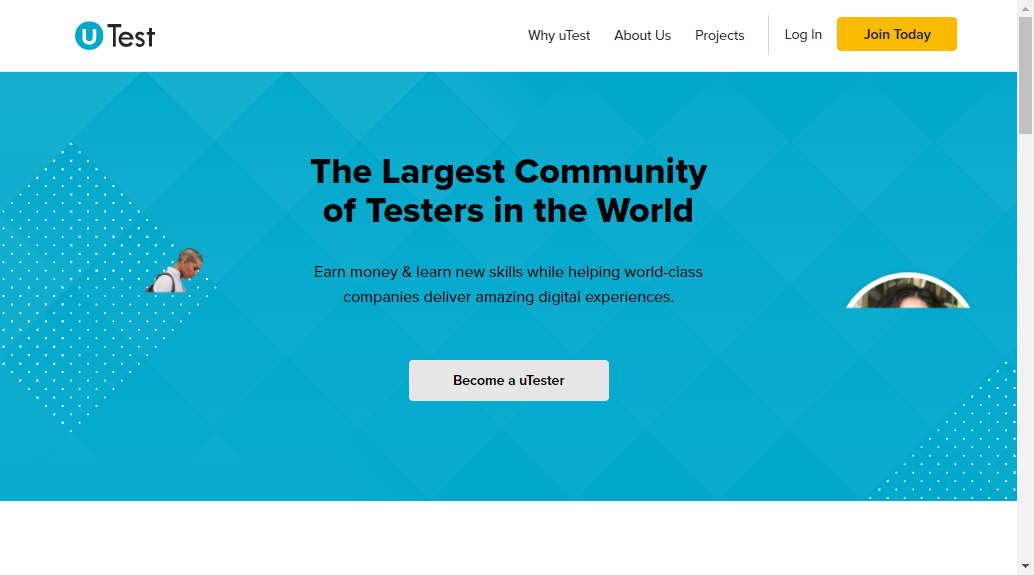 uTest
Why uTest
About Us
Projects
Log In
Join Today
The Largest Community
of Testers in the World
Earn money & learn new skills while helping world-class
companies deliver amazing digital experiences.
Become a uTester